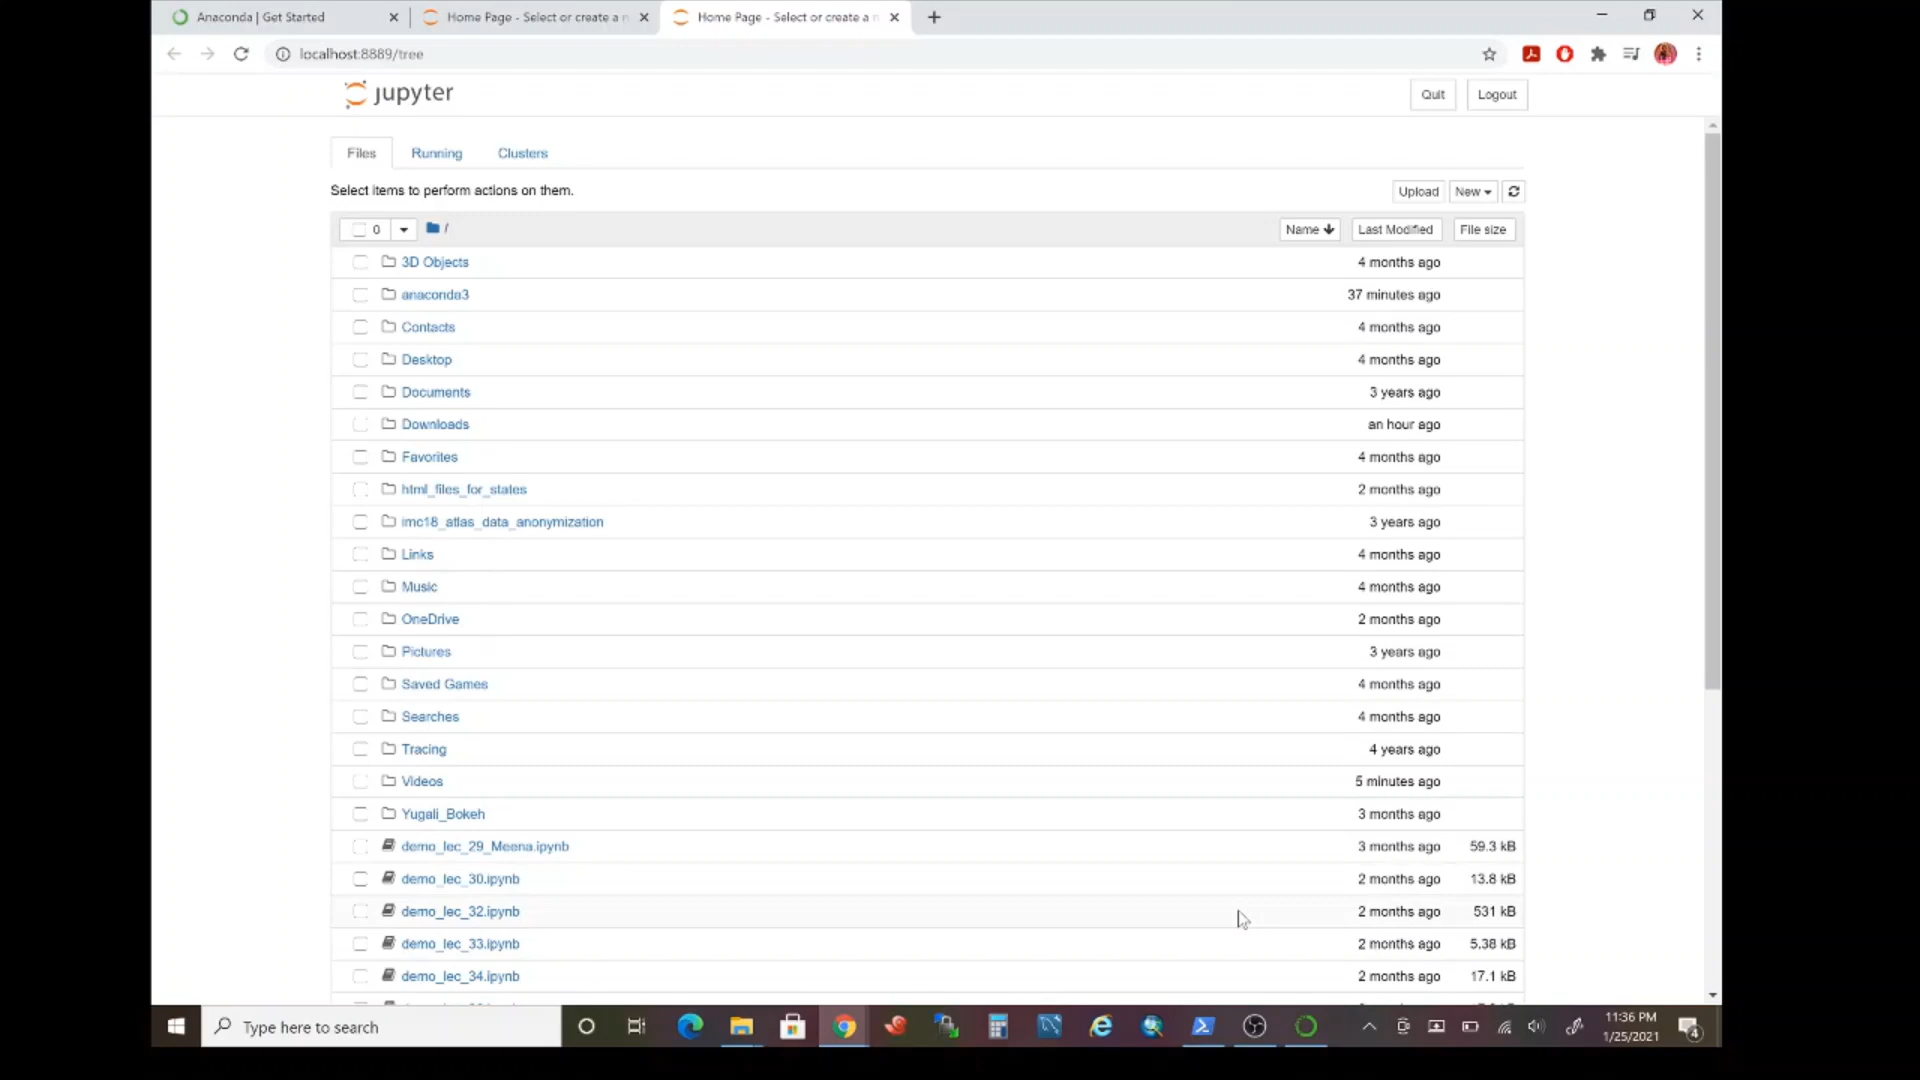 Anaconda | Get Started
Home Page - Select or create a n
Home Page - Select or create a n
localhost:8889/tree
jupyter
Quit
Logout
Files
Running
Clusters
Select items to perform actions on them.
Upload
New
0
/
Name
Last Modified
File size
3D Objects 4 months ago
anaconda3 37 minutes ago
Contacts 4 months ago
Desktop 4 months ago
Documents 3 years ago
Downloads an hour ago
Favorites 4 months ago
html_files_for_states 2 months ago
imc18_atlas_data_anonymization 3 years ago
Links 4 months ago
Music 4 months ago
OneDrive 2 months ago
Pictures 3 years ago
Saved Games 4 months ago
Searches 4 months ago
Tracing 4 years ago
Videos 5 minutes ago
Yugali_Bokeh 3 months ago
demo_lec_29_Meena.ipynb 3 months ago 59.3 kB
demo_lec_30.ipynb 2 months ago 13.8 kB
demo_lec_32.ipynb 2 months ago 531 kB
demo_lec_33.ipynb 2 months ago 5.38 kB
demo_lec_34.ipynb 2 months ago 17.1 kB
Type here to search
11:36 PM
1/25/2021
4